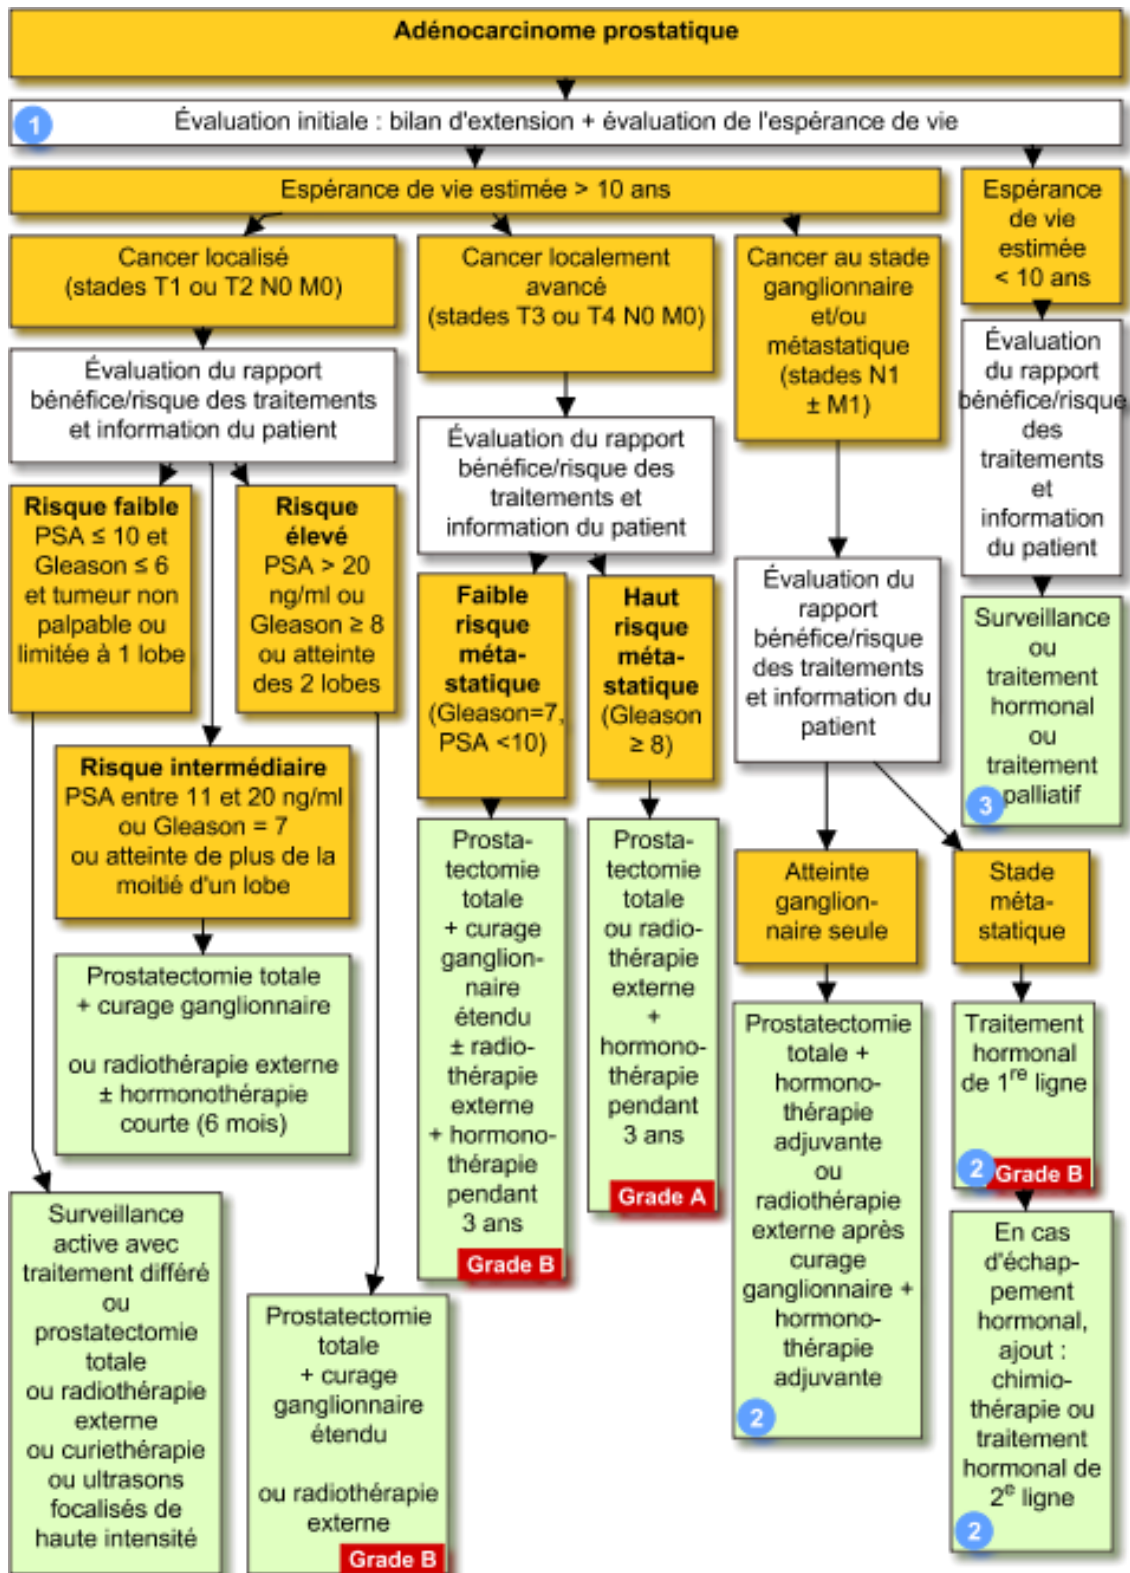 Adénocarcinome prostatique
1
Évaluation initiale : bilan d'extension + évaluation de l'espérance de vie
Espérance de vie estimée > 10 ans
Espérance
de vie
estimée
< 10 ans
Cancer localisé
(stades T1 ou T2 N0 M0)
Cancer localement
avancé
(stades T3 ou T4 N0 M0)
Cancer au stade
ganglionnaire
et/ou
métastatique
(stades N1
± M1)
Évaluation du rapport
bénéfice/risque des traitements
et information du patient
Évaluation du rapport
bénéfice/risque des
traitements et
information du patient
Évaluation du
rapport
bénéfice/risque
des traitements
et information du
patient
Évaluation
du rapport
bénéfice/risque
des
traitements
et
information
du patient
Risque faible
PSA ≤ 10 et
Gleason ≤ 6
et tumeur non
palpable ou
limitée à 1 lobe
Risque
élevé
PSA > 20
ng/ml ou
Gleason ≥ 8
ou atteinte
des 2 lobes
Risque intermédiaire
PSA entre 11 et 20 ng/ml
ou Gleason = 7
ou atteinte de plus de la
moitié d'un lobe
Faible
risque
méta-
statique
(Gleason=7,
PSA <10)
Haut
risque
méta-
statique
(Gleason
≥ 8)
Surveillance
ou
traitement
hormonal
ou
traitement
palliatif
3
Atteinte
ganglion-
naire seule
Stade
méta-
statique
Prostatectomie totale
+ curage ganglionnaire
ou radiothérapie externe
± hormonothérapie
courte (6 mois)
Prosta-
tectomie
totale
+ curage
ganglion-
naire
étendu
± radio-
thérapie
externe
+ hormono-
thérapie
pendant
3 ans
Grade B
Prosta-
tectomie
totale
ou radio-
thérapie
externe
+
hormono-
thérapie
pendant
3 ans
Grade A
Prostatectomie
totale +
hormono-
thérapie
adjuvante
ou
radiothérapie
externe après
curage
ganglionnaire +
hormono-
thérapie
adjuvante
2
Traitement
hormonal
de 1re ligne
2
Grade B
En cas
d'échap-
pement
hormonal,
ajout :
chimio-
thérapie ou
traitement
hormonal de
2e ligne
2
Surveillance
active avec
traitement différé
ou
prostatectomie
totale
ou radiothérapie
externe
ou curiethérapie
ou ultrasons
focalisés de
haute intensité
Prostatectomie
totale
+ curage
ganglionnaire
étendu
ou radiothérapie
externe
Grade B